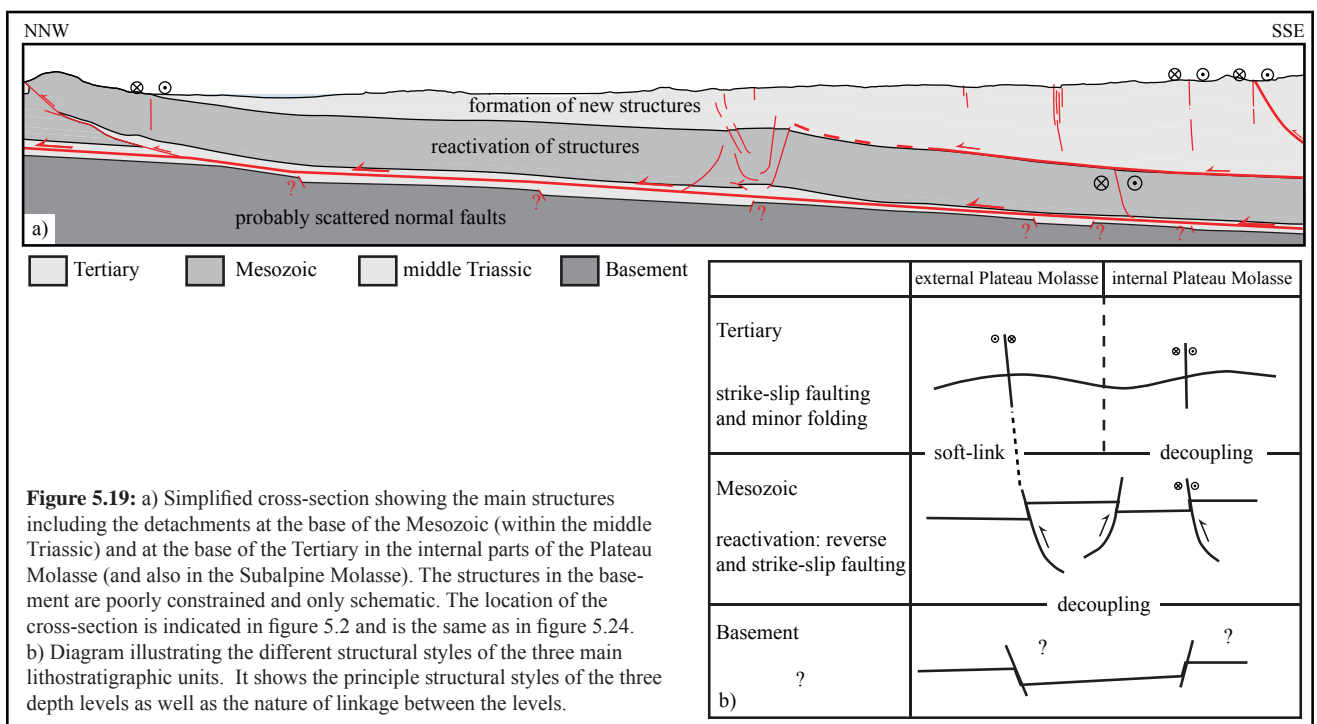 NNW
SSE
formation of new structures
reactivation of structures
?
?
?
?
?
?
probably scattered normal faults
a)
Tertiary
Mesozoic
middle Triassic
Basement
Figure 5.19: a) Simplified cross-section showing the main structures
including the detachments at the base of the Mesozoic (within the middle
Triassic) and at the base of the Tertiary in the internal parts of the Plateau
Molasse (and also in the Subalpine Molasse). The structures in the base-
ment are poorly constrained and only schematic. The location of the
cross-section is indicated in figure 5.2 and is the same as in figure 5.24.
b) Diagram illustrating the different structural styles of the three main
lithostratigraphic units. It shows the principle structural styles of the three
depth levels as well as the nature of linkage between the levels.
external Plateau Molasse
internal Plateau Molasse
Tertiary
strike-slip faulting
and minor folding
soft-link
decoupling
Mesozoic
reactivation: reverse
and strike-slip faulting
decoupling
Basement
?
?
?
b)